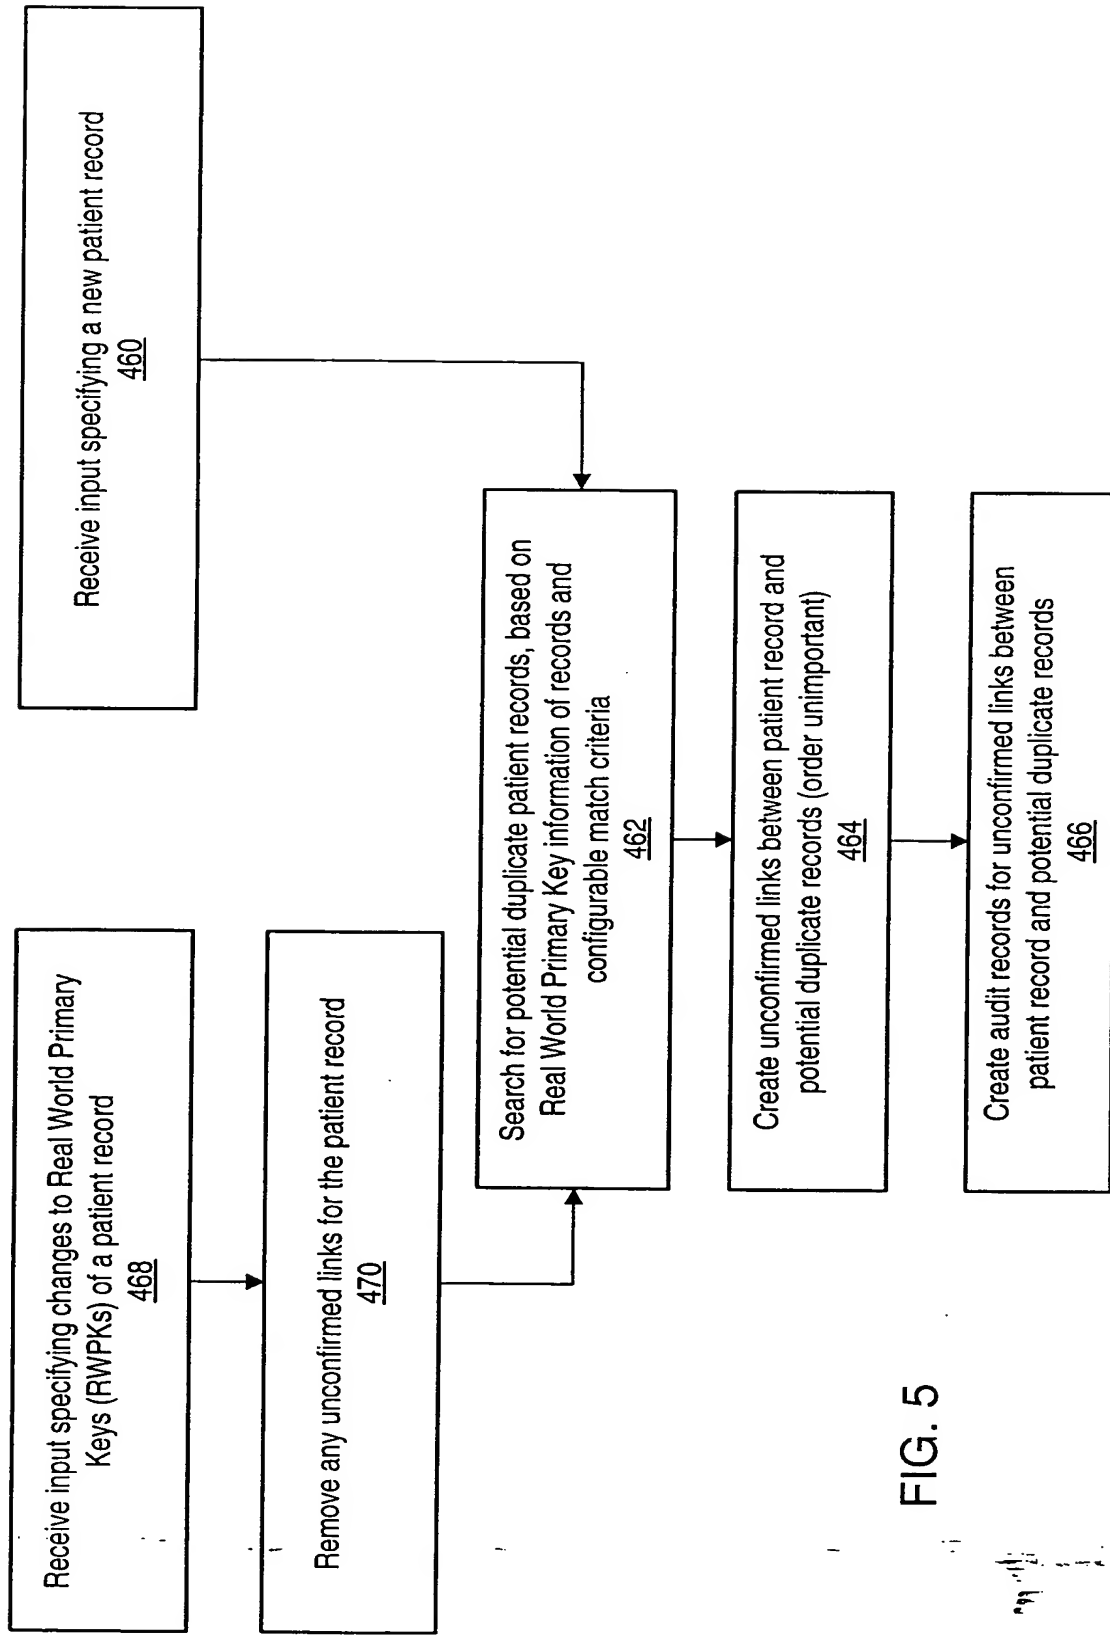 Receive input specifying changes to Real World Primary
Keys (RWPKs) of a patient record
468
Remove any unconfirmed links for the patient record
470
Receive input specifying a new patient record
460
Search for potential duplicate patient records, based on
Real World Primary Key information of records and
configurable match criteria
462
Create unconfirmed links between patient record and
potential duplicate records (order unimportant)
464
Create audit records for unconfirmed links between
patient record and potential duplicate records
466
FIG. 5